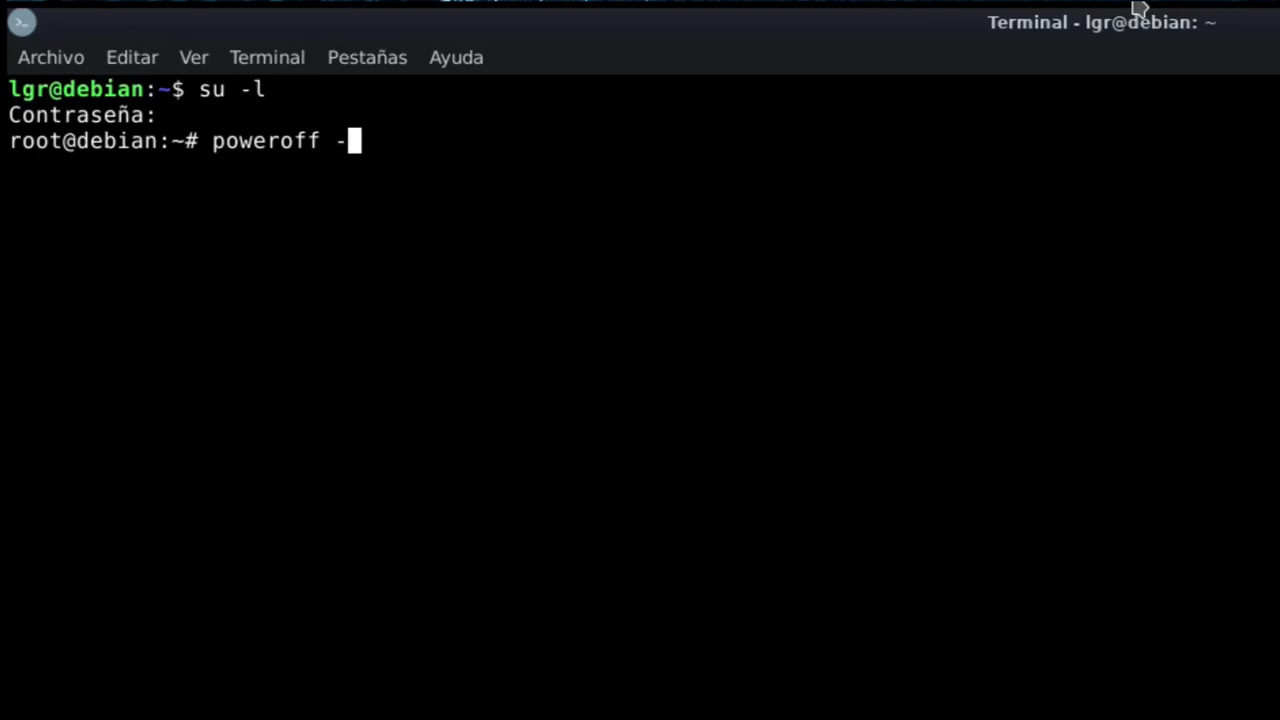 Terminal - lgr@debian: ~
Archivo Editar Ver Terminal Pestañas Ayuda
lgr@debian:~$ su -l
Contraseña:
root@debian:~# poweroff -